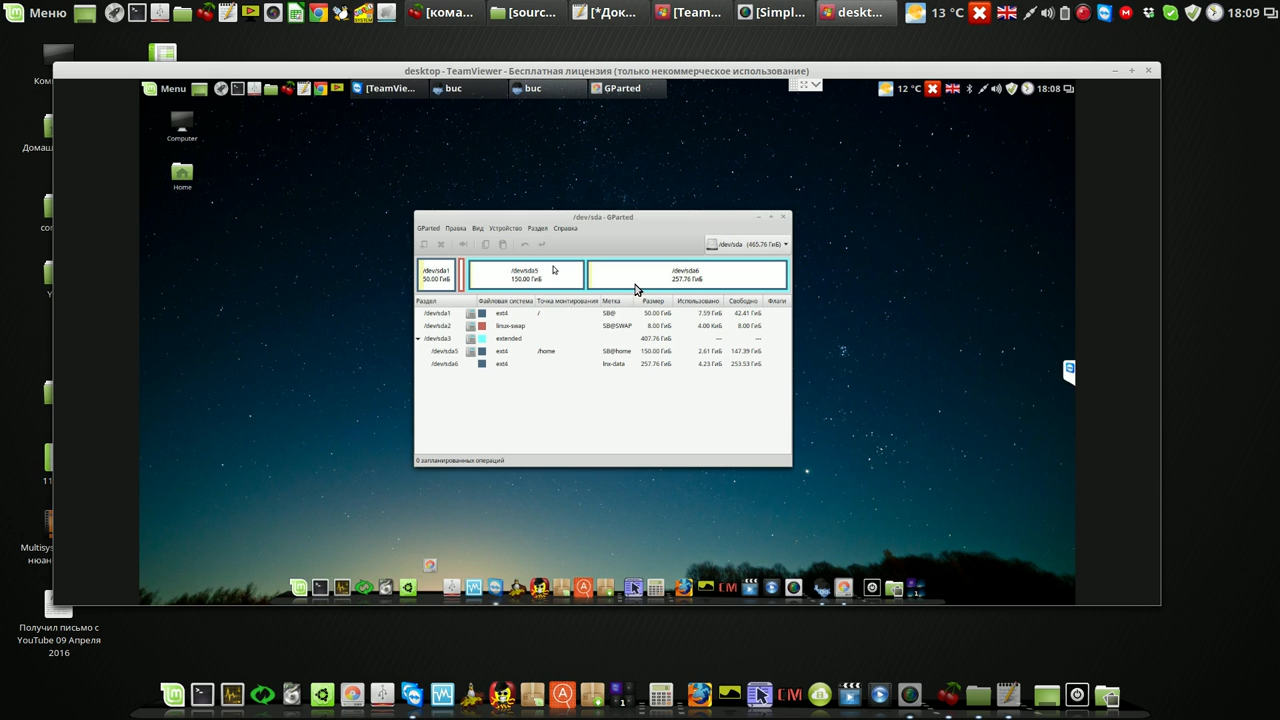 Меню
[кома...
[sourc...
[*Док...
[Team...
[Simpl...
deskt...
13 °C
18:09
desktop - TeamViewer - Бесплатная лицензия (только некоммерческое использование)
Menu
[TeamVie...
buc
buc
GParted
12 °C
18:08
Computer
Home
/dev/sda - GParted
GParted Правка Вид Устройство Раздел Справка
/dev/sda (465.76 ГиБ)
/dev/sda1
50.00 ГиБ
/dev/sda5
150.00 ГиБ
/dev/sda6
257.76 ГиБ
Раздел Файловая система Точка монтирования Метка Размер Использовано Свободно Флаги
/dev/sda1 ext4 / SB@ 50.00 ГиБ 7.59 ГиБ 42.41 ГиБ
/dev/sda2 linux-swap SB@SWAP 8.00 ГиБ 4.00 КиБ 8.00 ГиБ
/dev/sda3 extended 407.76 ГиБ --- ---
/dev/sda5 ext4 /home SB@home 150.00 ГиБ 2.61 ГиБ 147.39 ГиБ
/dev/sda6 ext4 lnx-data 257.76 ГиБ 4.23 ГиБ 253.53 ГиБ
0 запланированных операций
Получил письмо с
YouTube 09 Апреля
2016